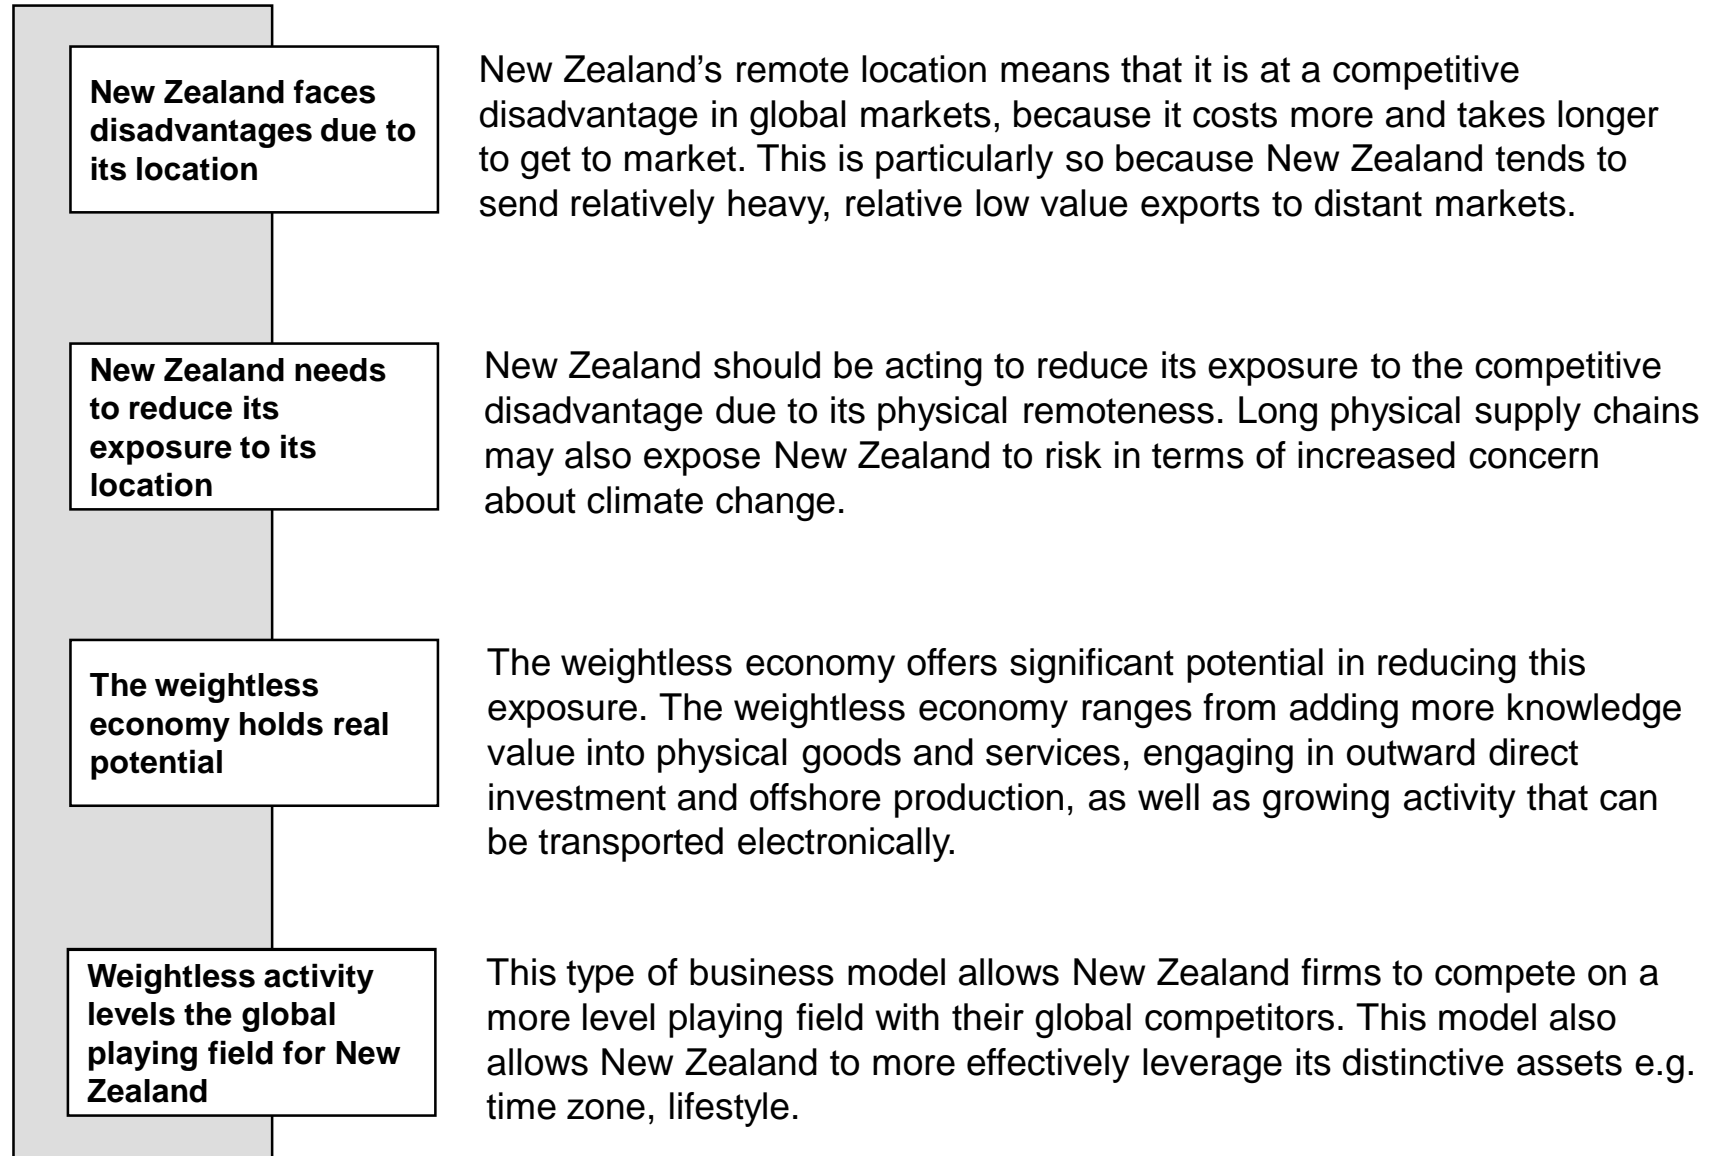 New Zealand faces
disadvantages due to
its location
New Zealand’s remote location means that it is at a competitive
disadvantage in global markets, because it costs more and takes longer
to get to market. This is particularly so because New Zealand tends to
send relatively heavy, relative low value exports to distant markets.
New Zealand needs
to reduce its
exposure to its
location
New Zealand should be acting to reduce its exposure to the competitive
disadvantage due to its physical remoteness. Long physical supply chains
may also expose New Zealand to risk in terms of increased concern
about climate change.
The weightless
economy holds real
potential
The weightless economy offers significant potential in reducing this
exposure. The weightless economy ranges from adding more knowledge
value into physical goods and services, engaging in outward direct
investment and offshore production, as well as growing activity that can
be transported electronically.
Weightless activity
levels the global
playing field for New
Zealand
This type of business model allows New Zealand firms to compete on a
more level playing field with their global competitors. This model also
allows New Zealand to more effectively leverage its distinctive assets e.g.
time zone, lifestyle.